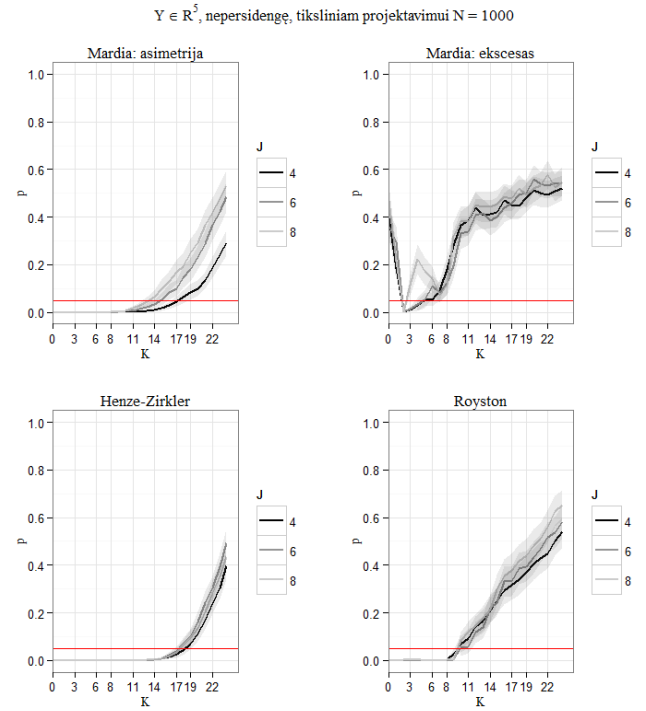 Y ∈ R⁵, nepersidengę, tiksliniam projektavimui N = 1000
Mardia: asimetrija
p
1.0
0.8
0.6
0.4
0.2
0.0
0 3 6 8 11 14 17 19 22
K
J
4
6
8
Mardia: ekscesas
p
1.0
0.8
0.6
0.4
0.2
0.0
0 3 6 8 11 14 17 19 22
K
J
4
6
8
Henze-Zirkler
p
1.0
0.8
0.6
0.4
0.2
0.0
0 3 6 8 11 14 17 19 22
K
J
4
6
8
Royston
p
1.0
0.8
0.6
0.4
0.2
0.0
0 3 6 8 11 14 17 19 22
K
J
4
6
8